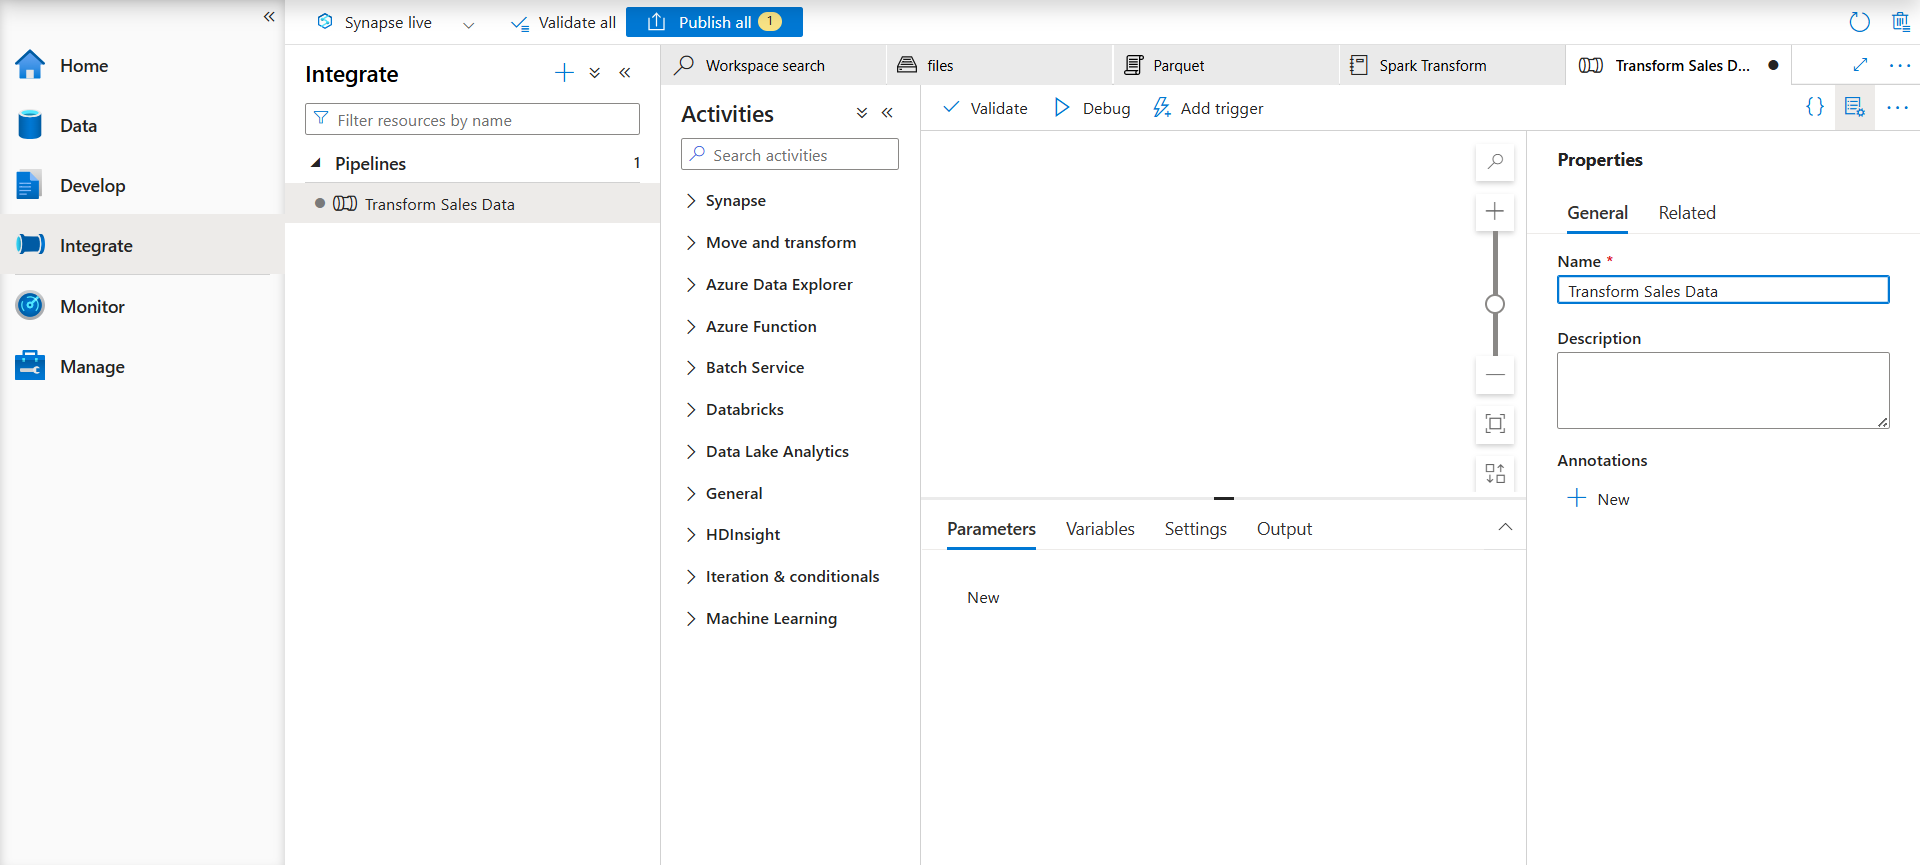 Synapse live
Validate all
Publish all 1
Home
Data
Develop
Integrate
Monitor
Manage
Integrate
Filter resources by name
Pipelines 1
Transform Sales Data
Workspace search
files
Parquet
Spark Transform
Transform Sales D...
Activities
Search activities
Synapse
Move and transform
Azure Data Explorer
Azure Function
Batch Service
Databricks
Data Lake Analytics
General
HDInsight
Iteration & conditionals
Machine Learning
Validate
Debug
Add trigger
{}
Parameters
Variables
Settings
Output
New
Properties
General
Related
Name *
Transform Sales Data
Description
Annotations
New